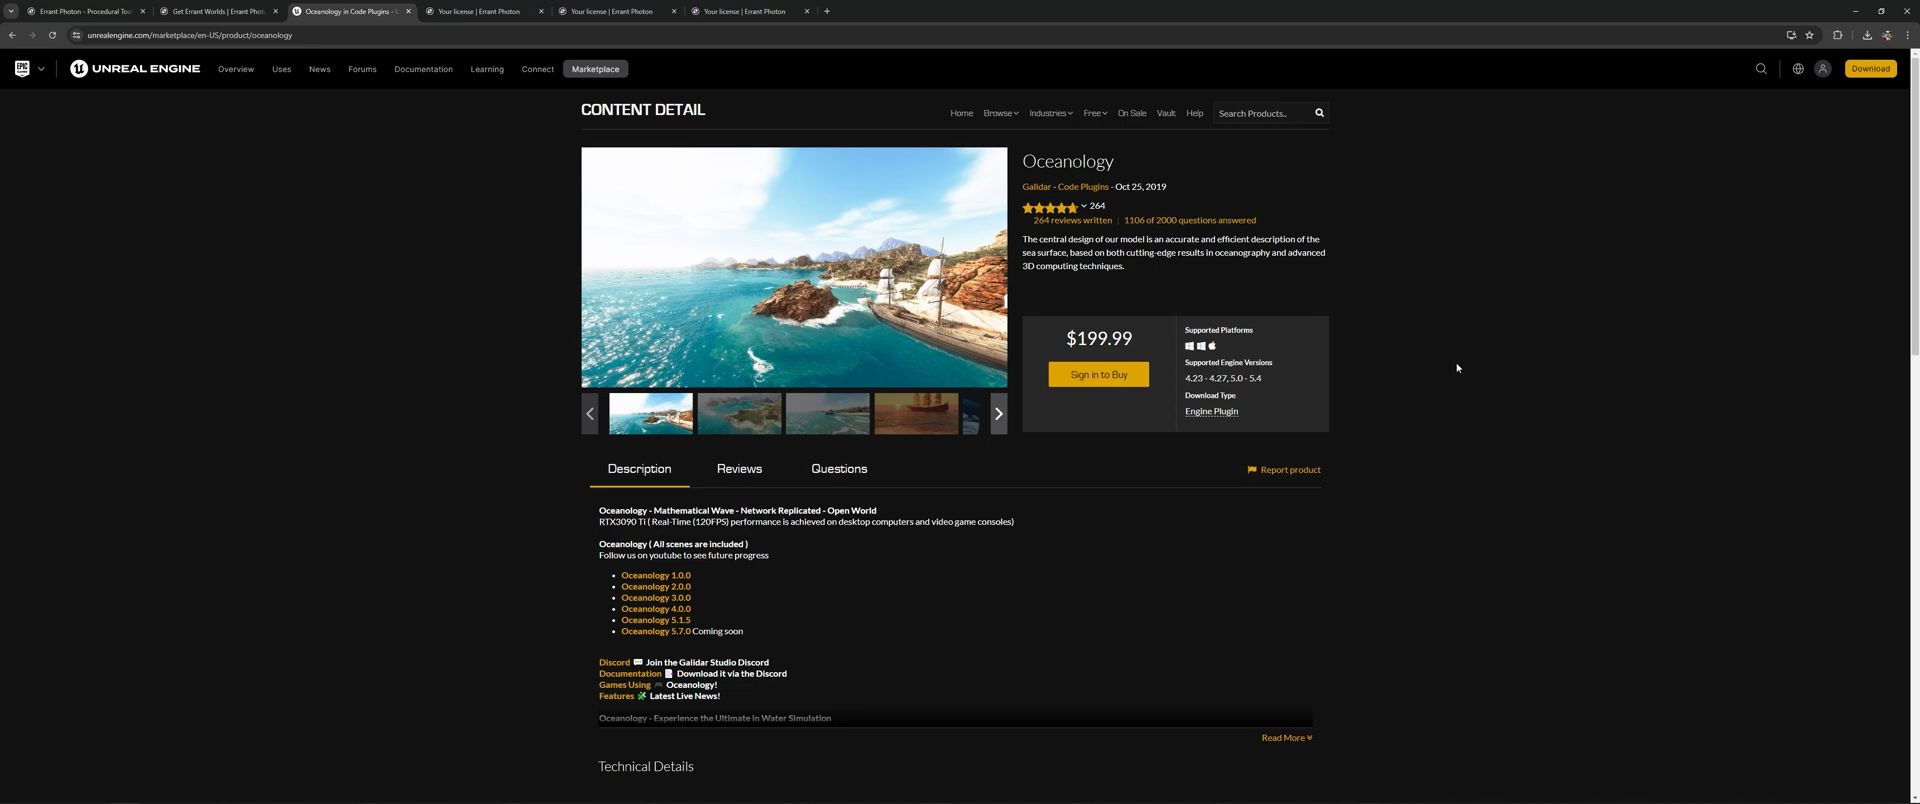 Errant Photon - Procedural Too
Get Errant Worlds | Errant Phot
Oceanology in Code Plugins - U
Your license | Errant Photon
Your license | Errant Photon
Your license | Errant Photon
unrealengine.com/marketplace/en-US/product/oceanology
EPIC GAMES
UNREAL ENGINE
Overview
Uses
News
Forums
Documentation
Learning
Connect
Marketplace
Download
CONTENT DETAIL
Home
Browse
Industries
Free
On Sale
Vault
Help
Search Products..
Oceanology
Galidar - Code Plugins - Oct 25, 2019
264
264 reviews written | 1106 of 2000 questions answered
The central design of our model is an accurate and efficient description of the
sea surface, based on both cutting-edge results in oceanography and advanced
3D computing techniques.
$199.99
Sign in to Buy
Supported Platforms
Supported Engine Versions
4.23 - 4.27, 5.0 - 5.4
Download Type
Engine Plugin
Description
Reviews
Questions
Report product
Oceanology - Mathematical Wave - Network Replicated - Open World
RTX3090 Ti ( Real-Time (120FPS) performance is achieved on desktop computers and video game consoles)
Oceanology ( All scenes are included )
Follow us on youtube to see future progress
• Oceanology 1.0.0
• Oceanology 2.0.0
• Oceanology 3.0.0
• Oceanology 4.0.0
• Oceanology 5.1.5
• Oceanology 5.7.0 Coming soon
Discord 💬 Join the Galidar Studio Discord
Documentation 📝 Download it via the Discord
Games Using 🎮 Oceanology!
Features 🧩 Latest Live News!
Oceanology - Experience the Ultimate in Water Simulation
Read More
Technical Details